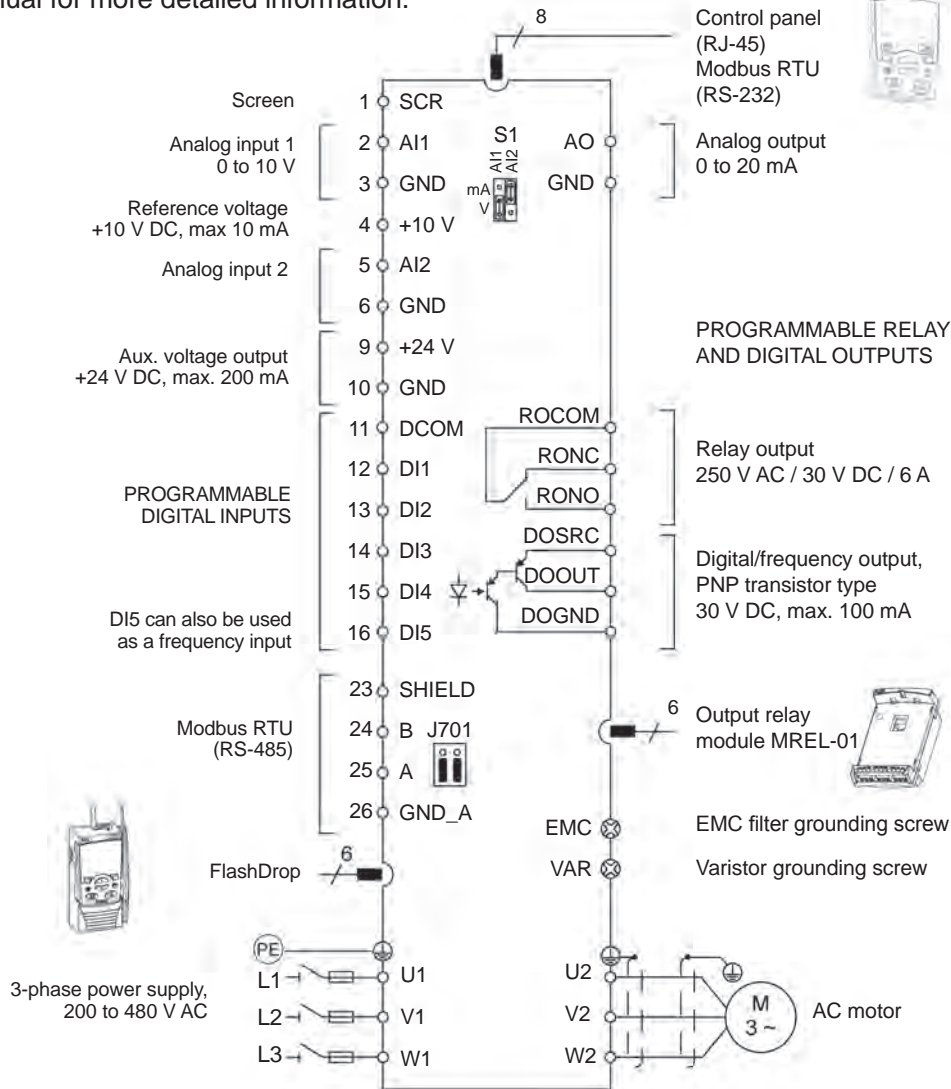 nual for more detailed information.
8
Control panel
(RJ-45)
Modbus RTU
(RS-232)
Screen
1 SCR
Analog input 1
0 to 10 V
2 AI1
3 GND
S1
AI1
AI2
mA
V
AO
GND
Analog output
0 to 20 mA
Reference voltage
+10 V DC, max 10 mA
4 +10 V
Analog input 2
5 AI2
6 GND
Aux. voltage output
+24 V DC, max. 200 mA
9 +24 V
10 GND
PROGRAMMABLE RELAY
AND DIGITAL OUTPUTS
PROGRAMMABLE
DIGITAL INPUTS
11 DCOM
12 DI1
13 DI2
14 DI3
15 DI4
16 DI5
DI5 can also be used
as a frequency input
ROCOM
RONC
RONO
Relay output
250 V AC / 30 V DC / 6 A
DOSRC
DOOUT
DOGND
Digital/frequency output,
PNP transistor type
30 V DC, max. 100 mA
Modbus RTU
(RS-485)
23 SHIELD
24 B J701
25 A
26 GND_A
6
Output relay
module MREL-01
EMC
EMC filter grounding screw
VAR
Varistor grounding screw
FlashDrop
6
PE
3-phase power supply,
200 to 480 V AC
L1 U1
L2 V1
L3 W1
U2
V2
W2
M
3 ~
AC motor